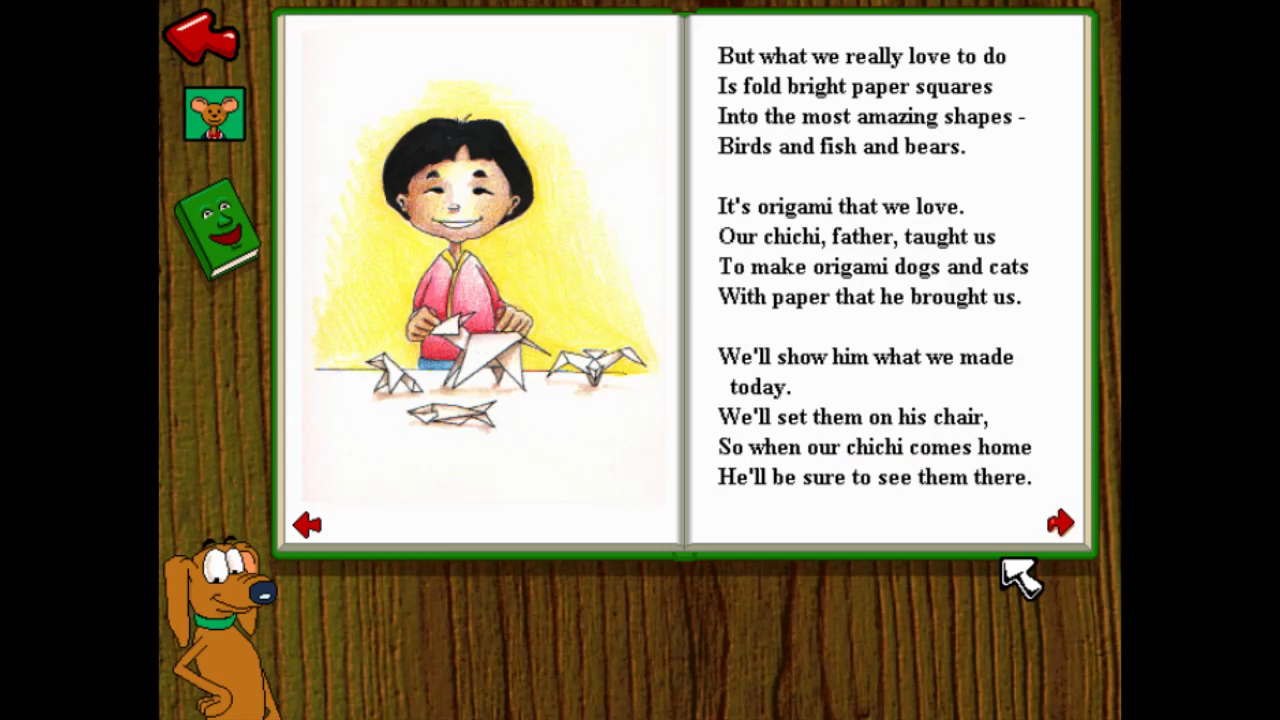 But what we really love to do
Is fold bright paper squares
Into the most amazing shapes -
Birds and fish and bears.
It's origami that we love.
Our chichi, father, taught us
To make origami dogs and cats
With paper that he brought us.
We'll show him what we made
today.
We'll set them on his chair,
So when our chichi comes home
He'll be sure to see them there.